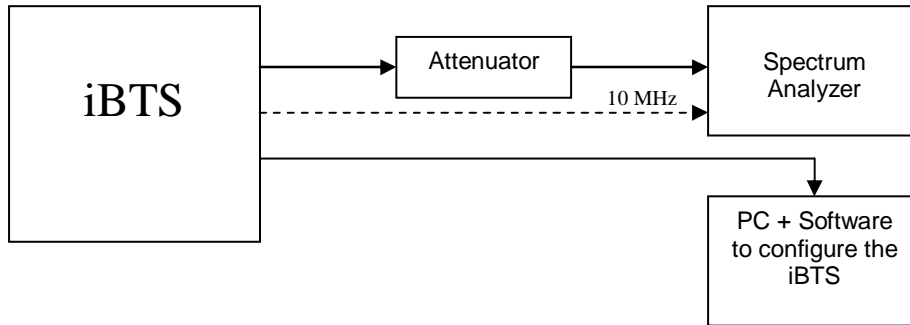 iBTS
Attenuator
10 MHz
Spectrum
Analyzer
PC + Software
to configure the
iBTS